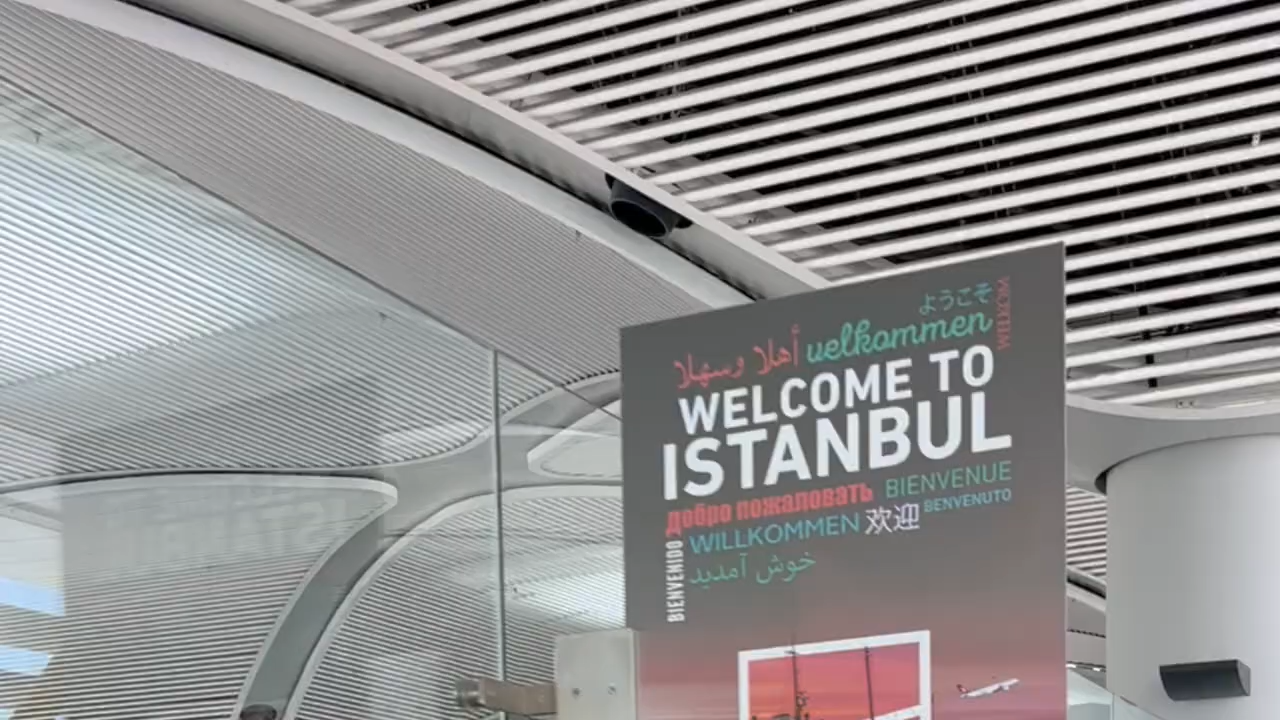 ようこそ
WELKOM
أهلا وسهلا velkommen
WELCOME TO
ISTANBUL
добро пожаловать BIENVENUE
WILLKOMMEN 欢迎 BENVENUTO
BIENVENIDO
خوش آمدید